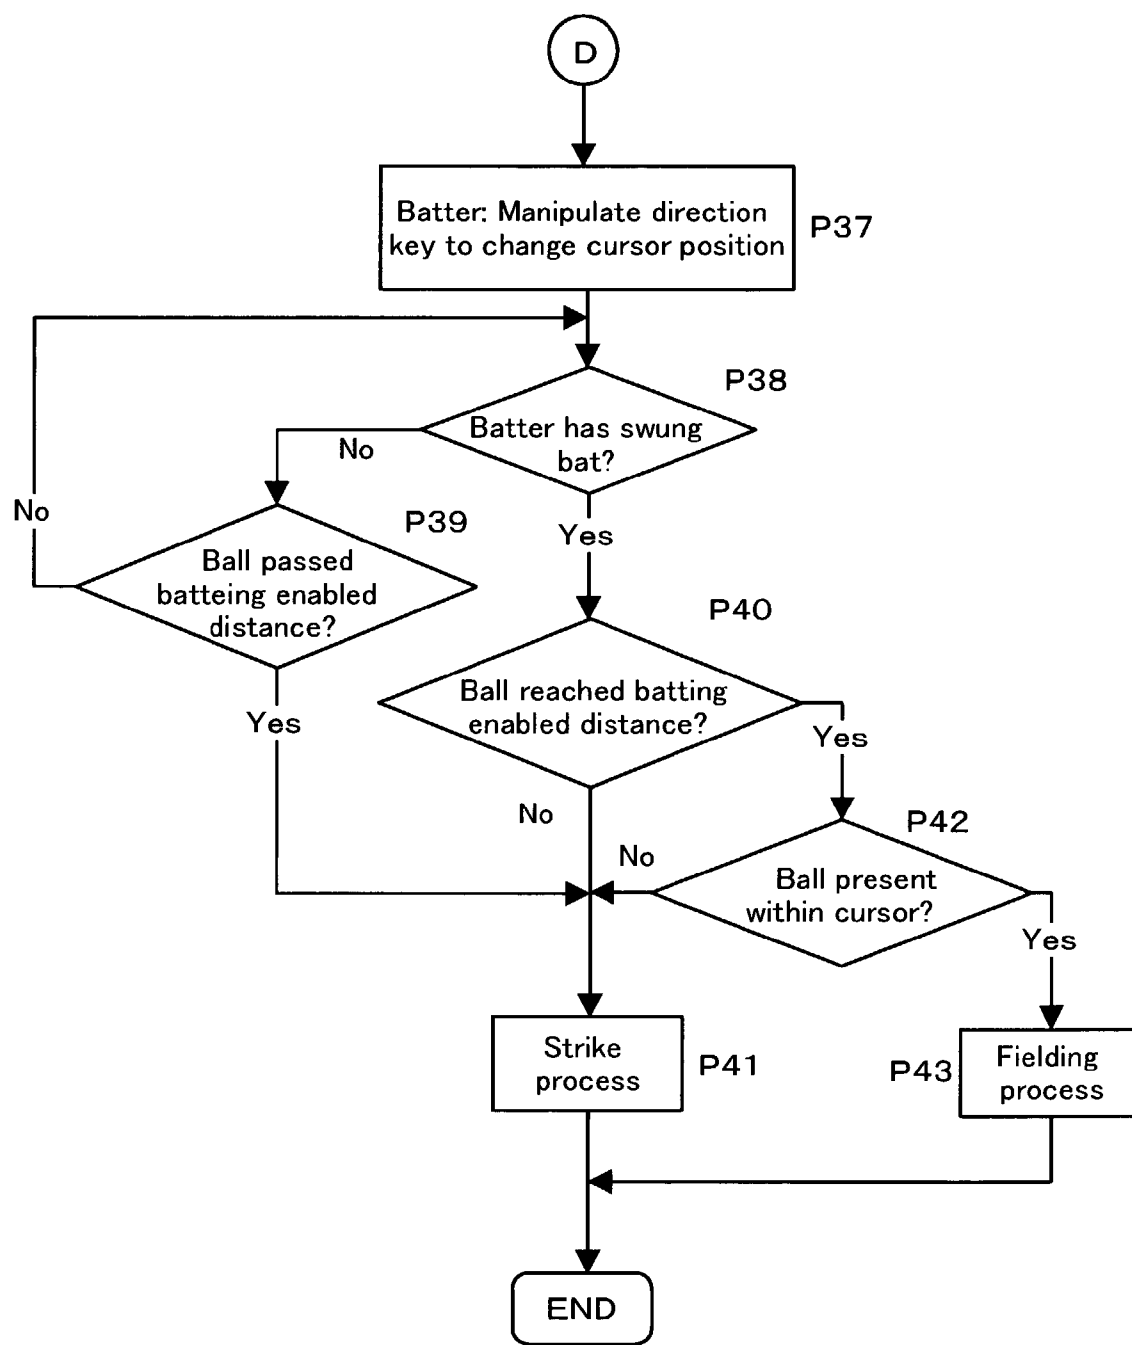 D
Batter: Manipulate direction
key to change cursor position
P37
P38
Batter has swung
bat?
No
No
Yes
P39
Ball passed
batteing enabled
distance?
P40
Ball reached batting
enabled distance?
Yes
Yes
No
P42
No
Ball present
within cursor?
Yes
Strike
process
P41
P43
Fielding
process
END